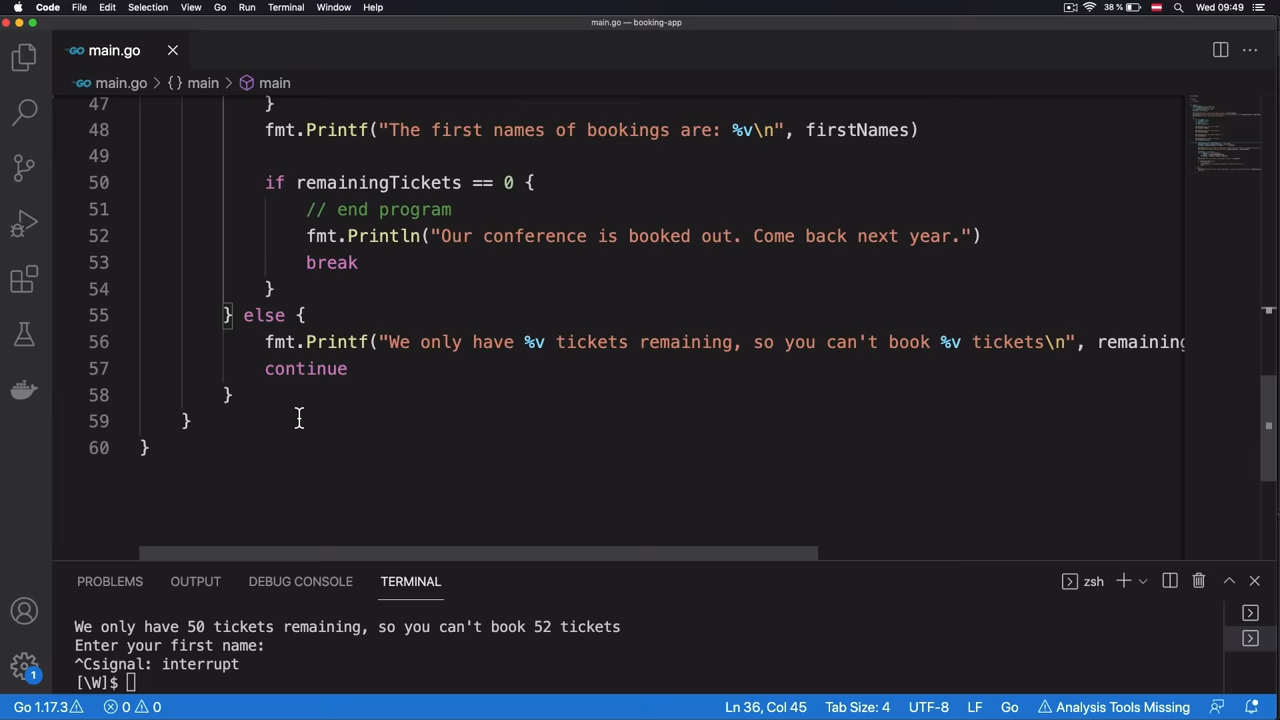 Code File Edit Selection View Go Run Terminal Window Help 38 % Wed 09:49
main.go — booking-app
GO main.go
GO main.go > { } main > main
47 }
48 fmt.Printf("The first names of bookings are: %v\n", firstNames)
49
50 if remainingTickets == 0 {
51 // end program
52 fmt.Println("Our conference is booked out. Come back next year.")
53 break
54 }
55 } else {
56 fmt.Printf("We only have %v tickets remaining, so you can't book %v tickets\n", remaining
57 continue
58 }
59 }
60 }
PROBLEMS OUTPUT DEBUG CONSOLE TERMINAL zsh
We only have 50 tickets remaining, so you can't book 52 tickets
Enter your first name:
^Csignal: interrupt
[\W]$
1
Go 1.17.3 0 0 Ln 36, Col 45 Tab Size: 4 UTF-8 LF Go Analysis Tools Missing